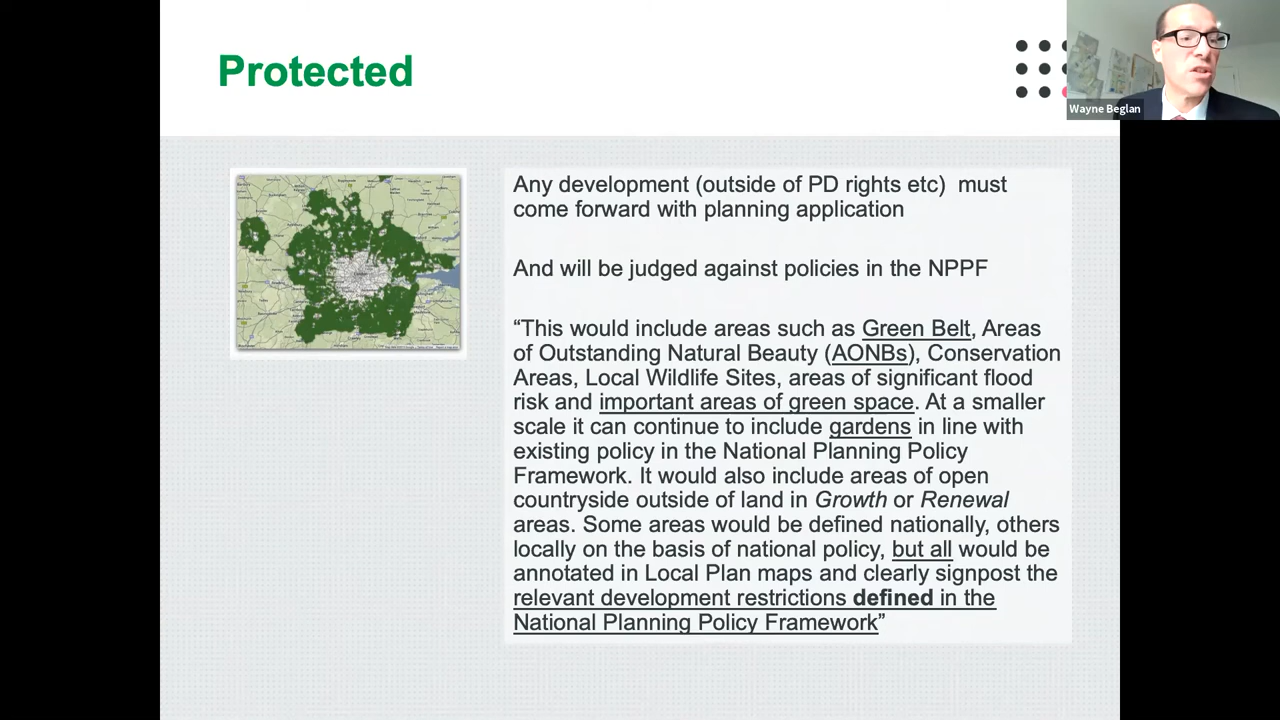 Protected
Wayne Beglan
Any development (outside of PD rights etc)  must
come forward with planning application
And will be judged against policies in the NPPF
“This would include areas such as Green Belt, Areas
of Outstanding Natural Beauty (AONBs), Conservation
Areas, Local Wildlife Sites, areas of significant flood
risk and important areas of green space. At a smaller
scale it can continue to include gardens in line with
existing policy in the National Planning Policy
Framework. It would also include areas of open
countryside outside of land in Growth or Renewal
areas. Some areas would be defined nationally, others
locally on the basis of national policy, but all would be
annotated in Local Plan maps and clearly signpost the
relevant development restrictions defined in the
National Planning Policy Framework”